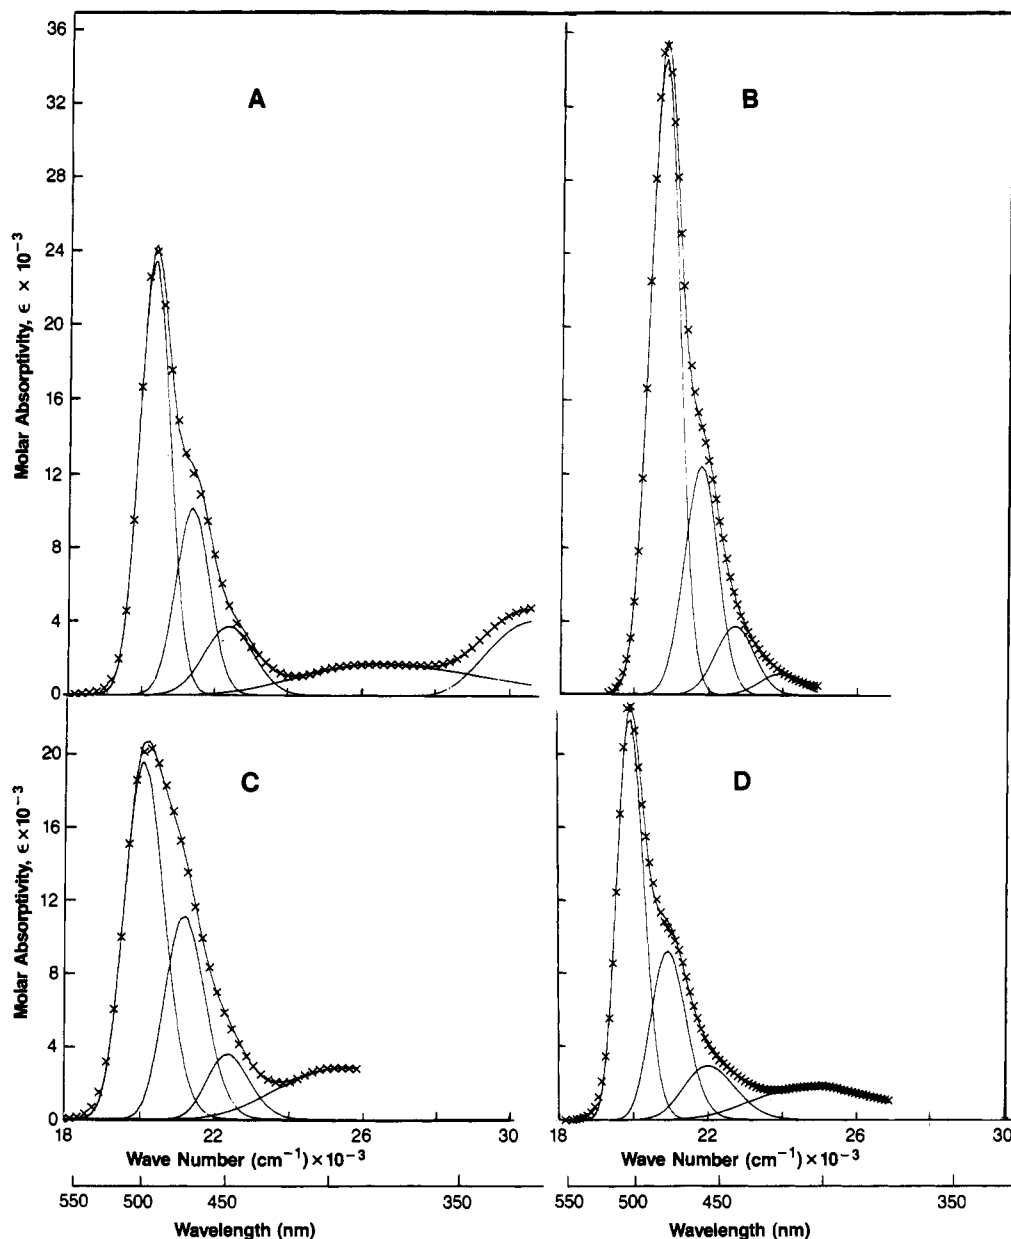 36
32
28
24
20
16
12
8
4
0
Molar Absorptivity, ϵ × 10⁻³
A
B
20
16
12
8
4
0
Molar Absorptivity, ϵ×10⁻³
C
D
18 20 22 26 30
Wave Number (cm⁻¹)×10⁻³
550 500 450 350
Wavelength (nm)
18 20 22 26 30
Wave Number (cm⁻¹)×10⁻³
550 500 450 350
Wavelength (nm)